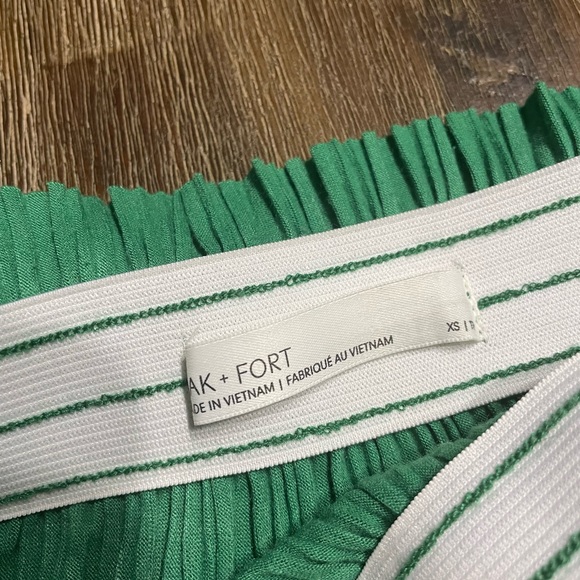 AK + FORT
DE IN VIETNAM | FABRIQUÉ AU VIETNAM
XS | T